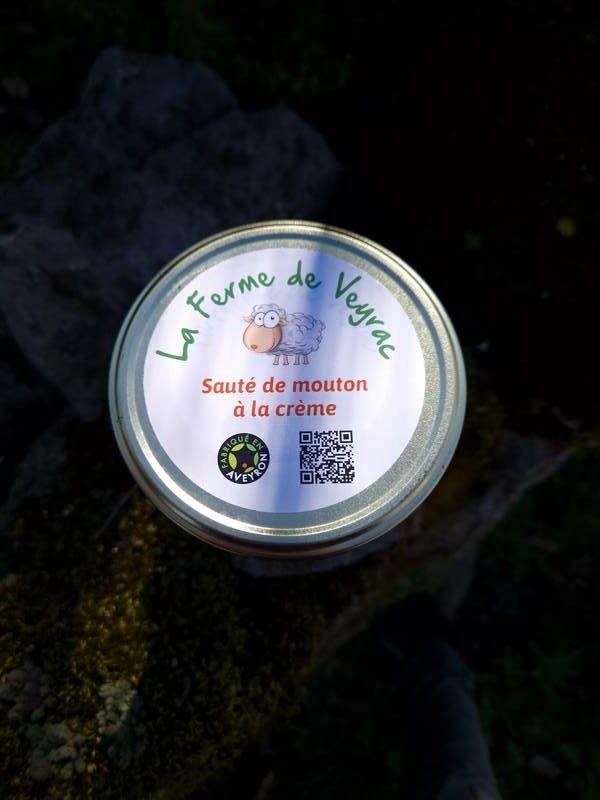 La Ferme de Veyrac
Sauté de mouton
à la crème
FABRIQUÉ EN
AVEYRON